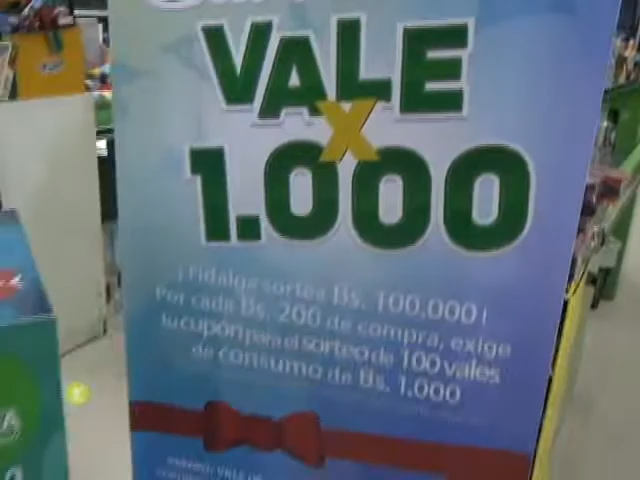 VALE
X
1.000
¡Fidalga sortea Bs. 100.000!
Por cada Bs. 200 de compra, exige
tu cupón para el sorteo de 100 vales
de consumo de Bs. 1.000